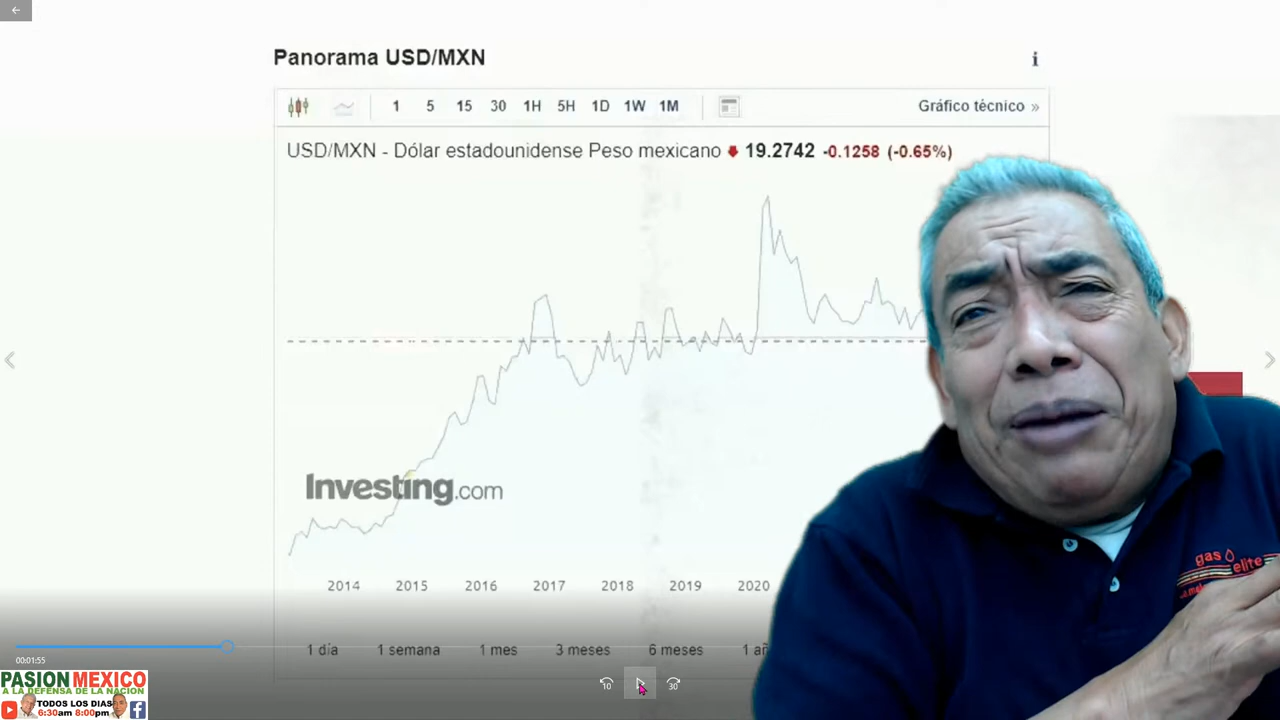 Panorama USD/MXN
1 5 15 30 1H 5H 1D 1W 1M Gráfico técnico »
USD/MXN - Dólar estadounidense Peso mexicano 19.2742 -0.1258 (-0.65%)
Investing.com
2014 2015 2016 2017 2018 2019 2020
1 día 1 semana 1 mes 3 meses 6 meses 1 añ
00:01:55
10 30
PASION MEXICO
A LA DEFENSA DE LA NACION
TODOS LOS DIAS
6:30am 8:00pm
gas elite